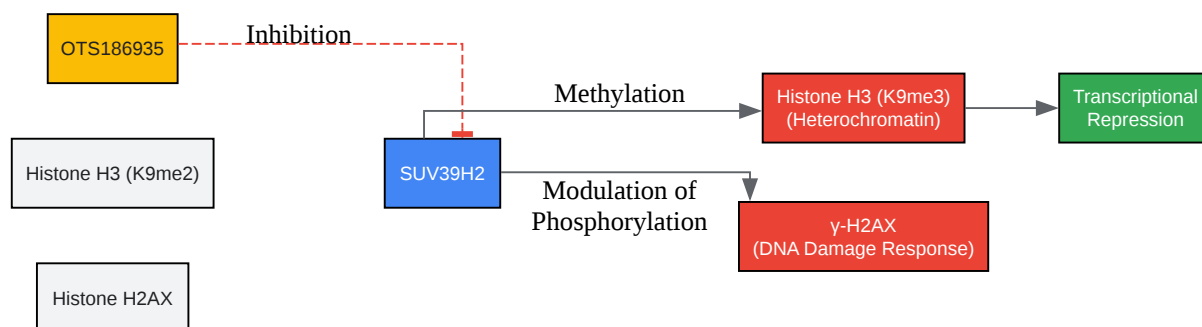 OTS186935
Inhibition
Methylation
Histone H3 (K9me3)
(Heterochromatin)
Transcriptional
Repression
Histone H3 (K9me2)
SUV39H2
Modulation of
Phosphorylation
γ-H2AX
(DNA Damage Response)
Histone H2AX